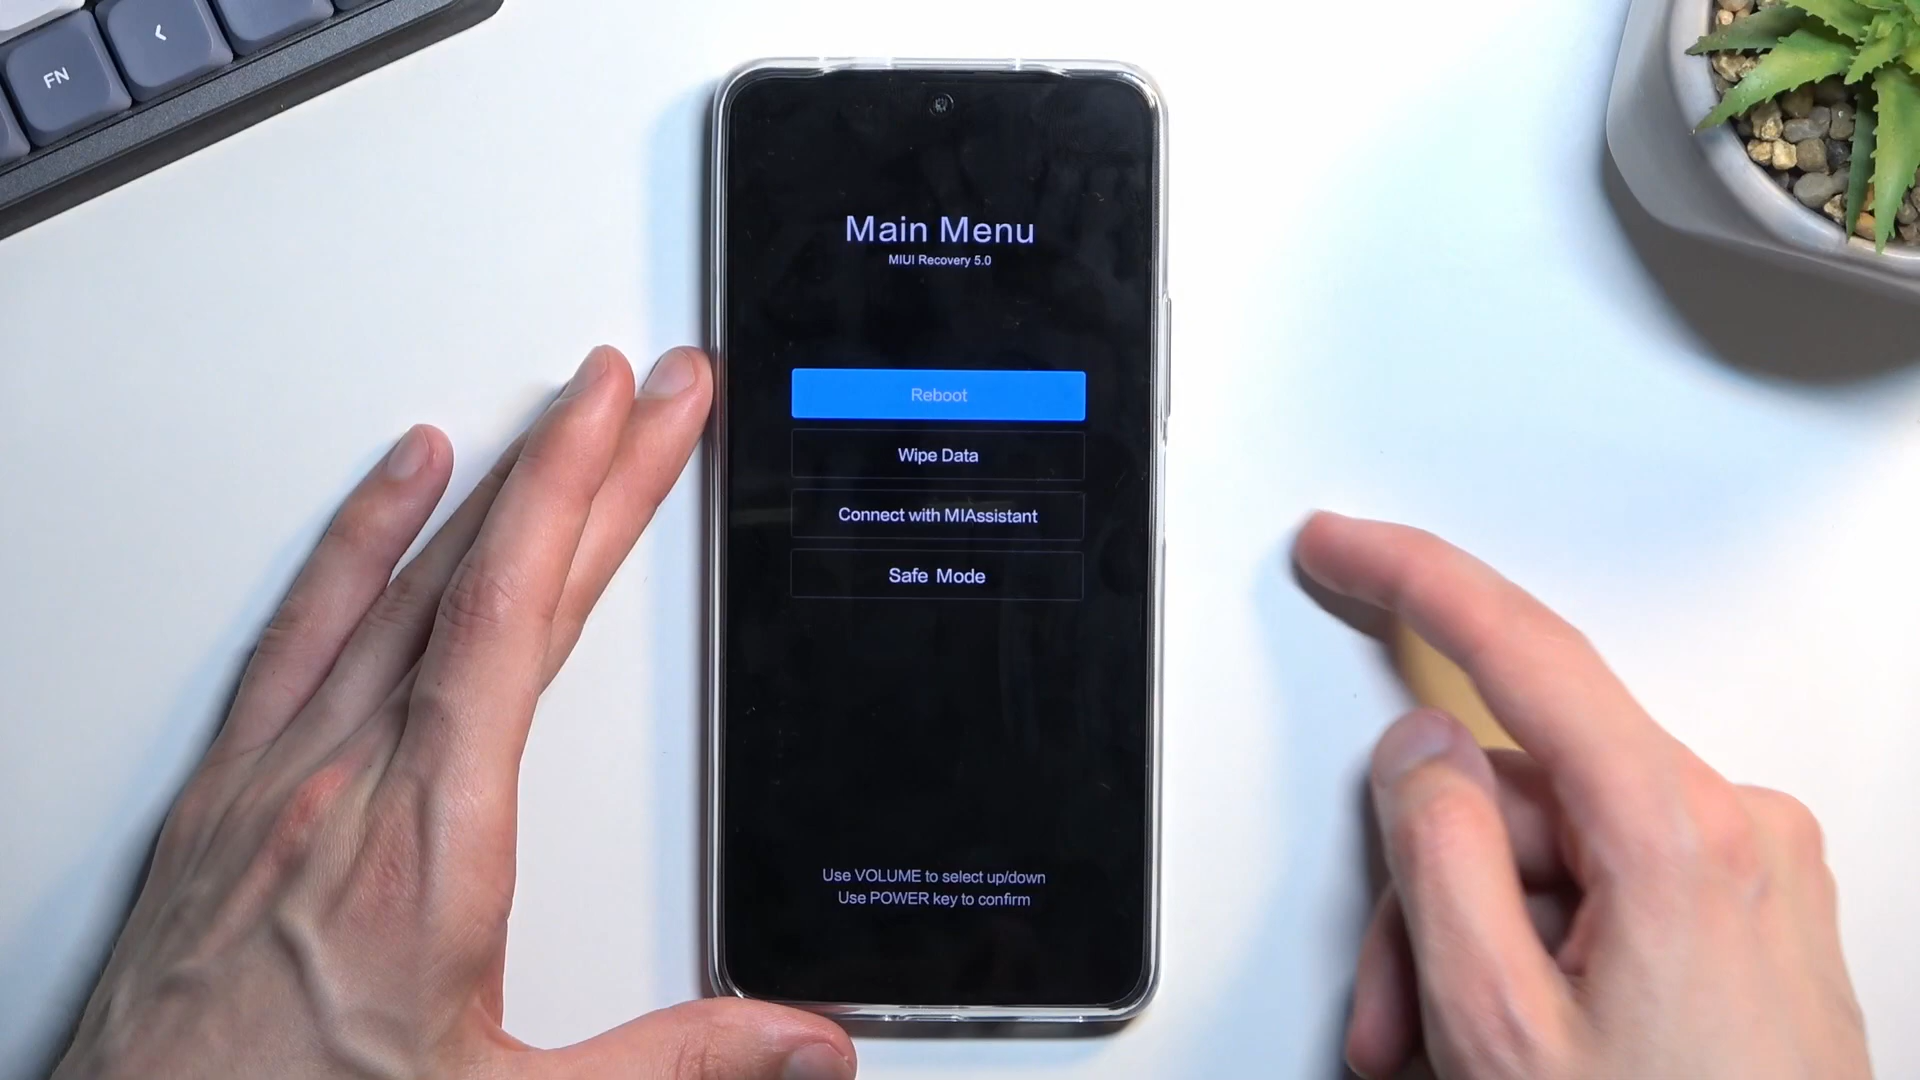 FN
<
Main Menu
MIUI Recovery 5.0
Reboot
Wipe Data
Connect with MIAssistant
Safe Mode
Use VOLUME to select up/down
Use POWER key to confirm